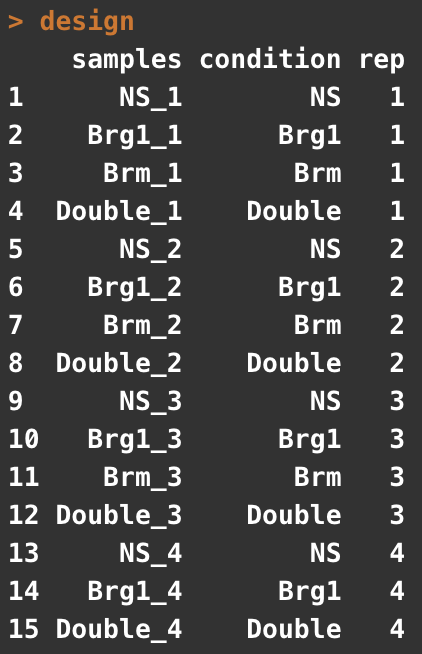 > design
samples condition rep
1 NS_1 NS 1
2 Brg1_1 Brg1 1
3 Brm_1 Brm 1
4 Double_1 Double 1
5 NS_2 NS 2
6 Brg1_2 Brg1 2
7 Brm_2 Brm 2
8 Double_2 Double 2
9 NS_3 NS 3
10 Brg1_3 Brg1 3
11 Brm_3 Brm 3
12 Double_3 Double 3
13 NS_4 NS 4
14 Brg1_4 Brg1 4
15 Double_4 Double 4